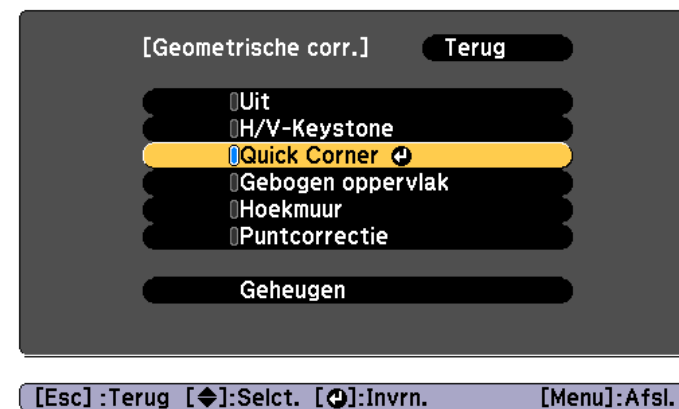 [Geometrische corr.] Terug
Uit
H/V-Keystone
Quick Corner
Gebogen oppervlak
Hoekmuur
Puntcorrectie
Geheugen
[Esc] :Terug [◆]:Selct. [⏎]:Invrn. [Menu]:Afsl.